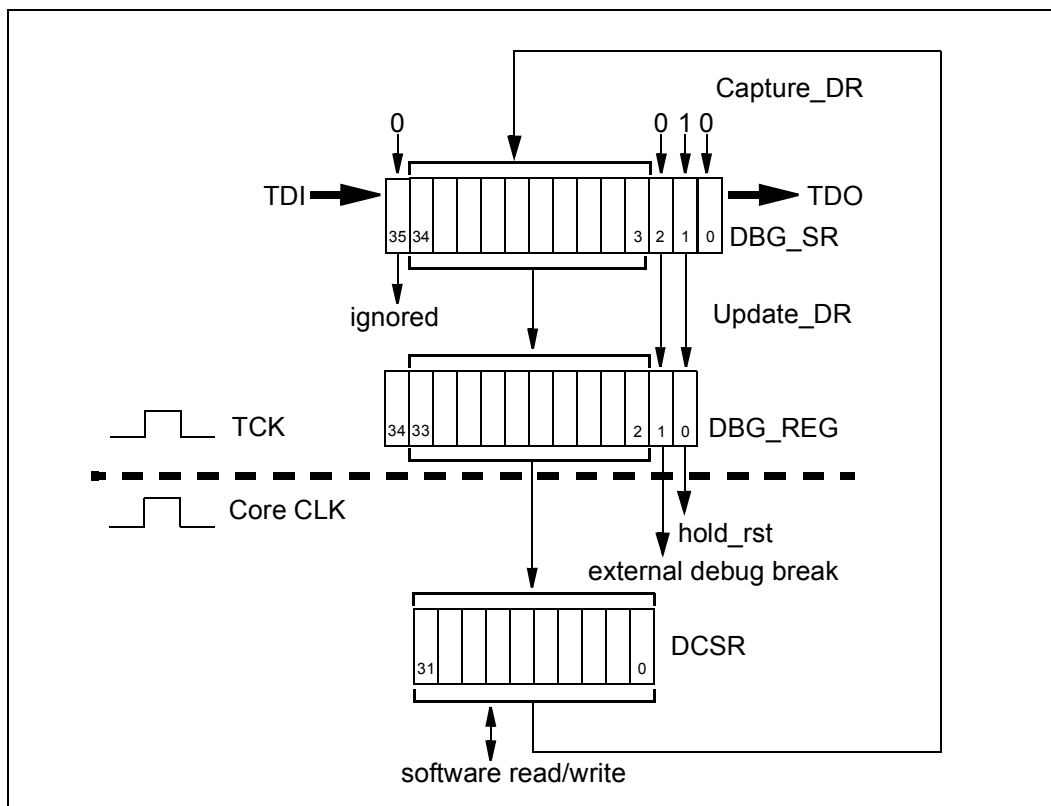 Capture_DR
0 0 1 0
TDI TDO
35 34 3 2 1 0 DBG_SR
ignored Update_DR
34 33 2 1 0 DBG_REG
TCK
Core CLK
hold_rst
external debug break
31 0 DCSR
software read/write